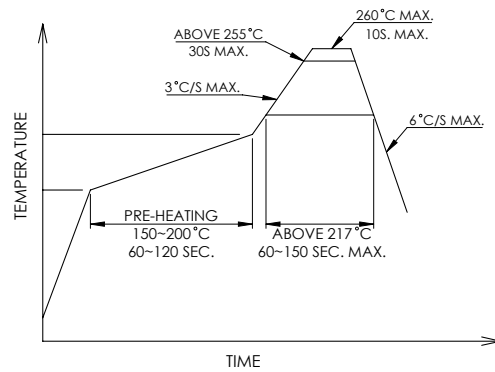 260°C MAX.
10S. MAX.
ABOVE 255°C
30S MAX.
3°C/S MAX.
6°C/S MAX.
TEMPERATURE
PRE-HEATING
150~200°C
60~120 SEC.
ABOVE 217°C
60~150 SEC. MAX.
TIME